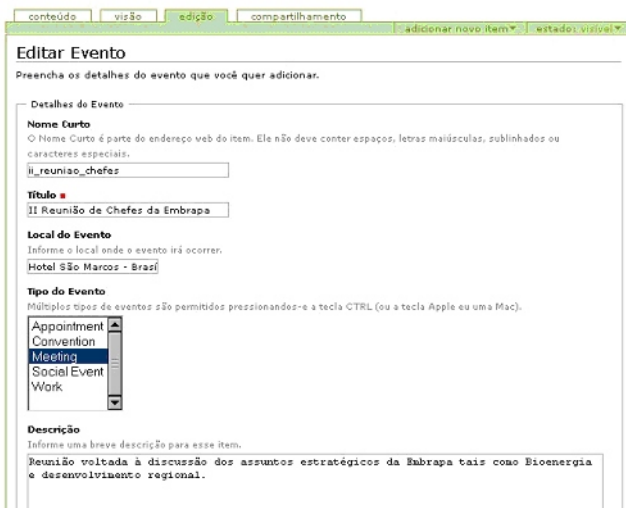 conteúdo visão edição compartilhamento
adicionar novo item estado: visível
Editar Evento
Preencha os detalhes do evento que você quer adicionar.
Detalhes do Evento
Nome Curto
O Nome Curto é parte do endereço web do item. Ele não deve conter espaços, letras maiúsculas, sublinhados ou
caracteres especiais.
ii_reuniao_chefes
Título
II Reunião de Chefes da Embrapa
Local do Evento
Informe o local onde o evento irá ocorrer.
Hotel São Marcos - Brasí
Tipo do Evento
Múltiplos tipos de eventos são permitidos pressionandos-e a tecla CTRL (ou a tecla Apple eu uma Mac).
Appointment
Convention
Meeting
Social Event
Work
Descrição
Informe uma breve descrição para esse item.
Reunião voltada à discussão dos assuntos estratégicos da Embrapa tais como Bioenergia
e desenvolvimento regional.